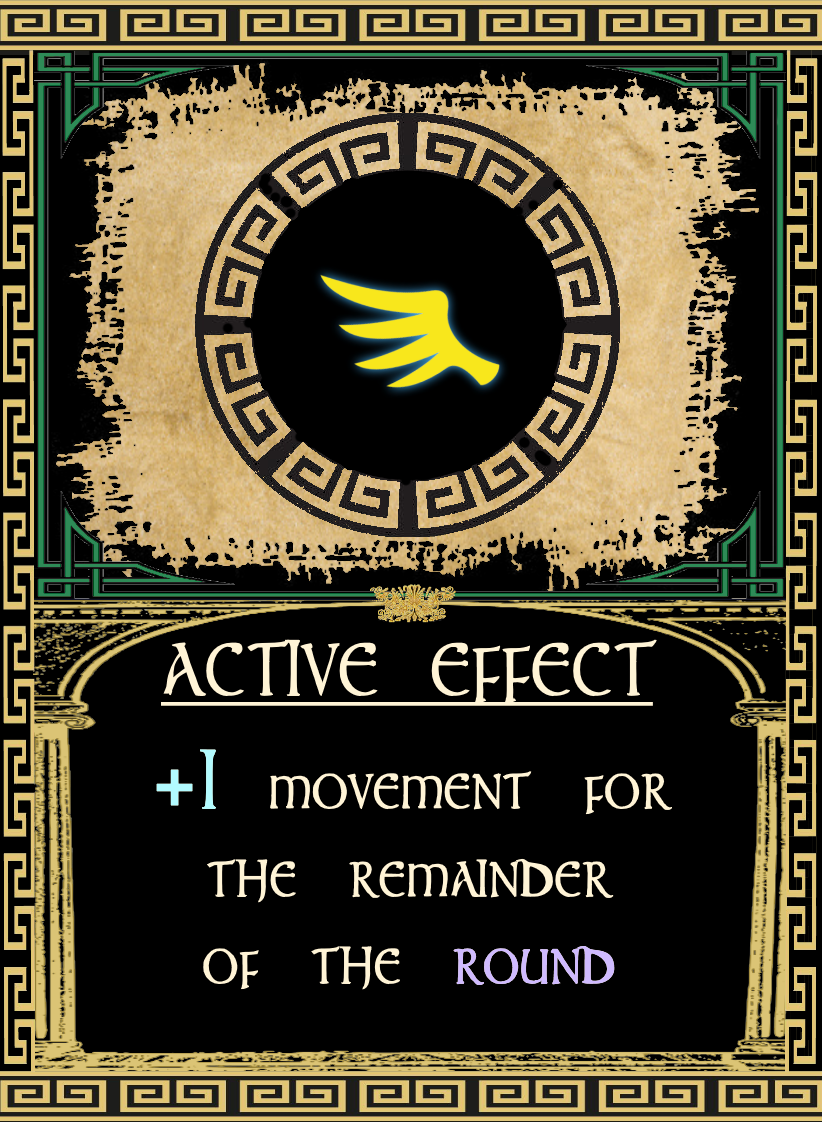 ACTIVE EFFECT
+1 MOVEMENT FOR
THE REMAINDER
OF THE ROUND